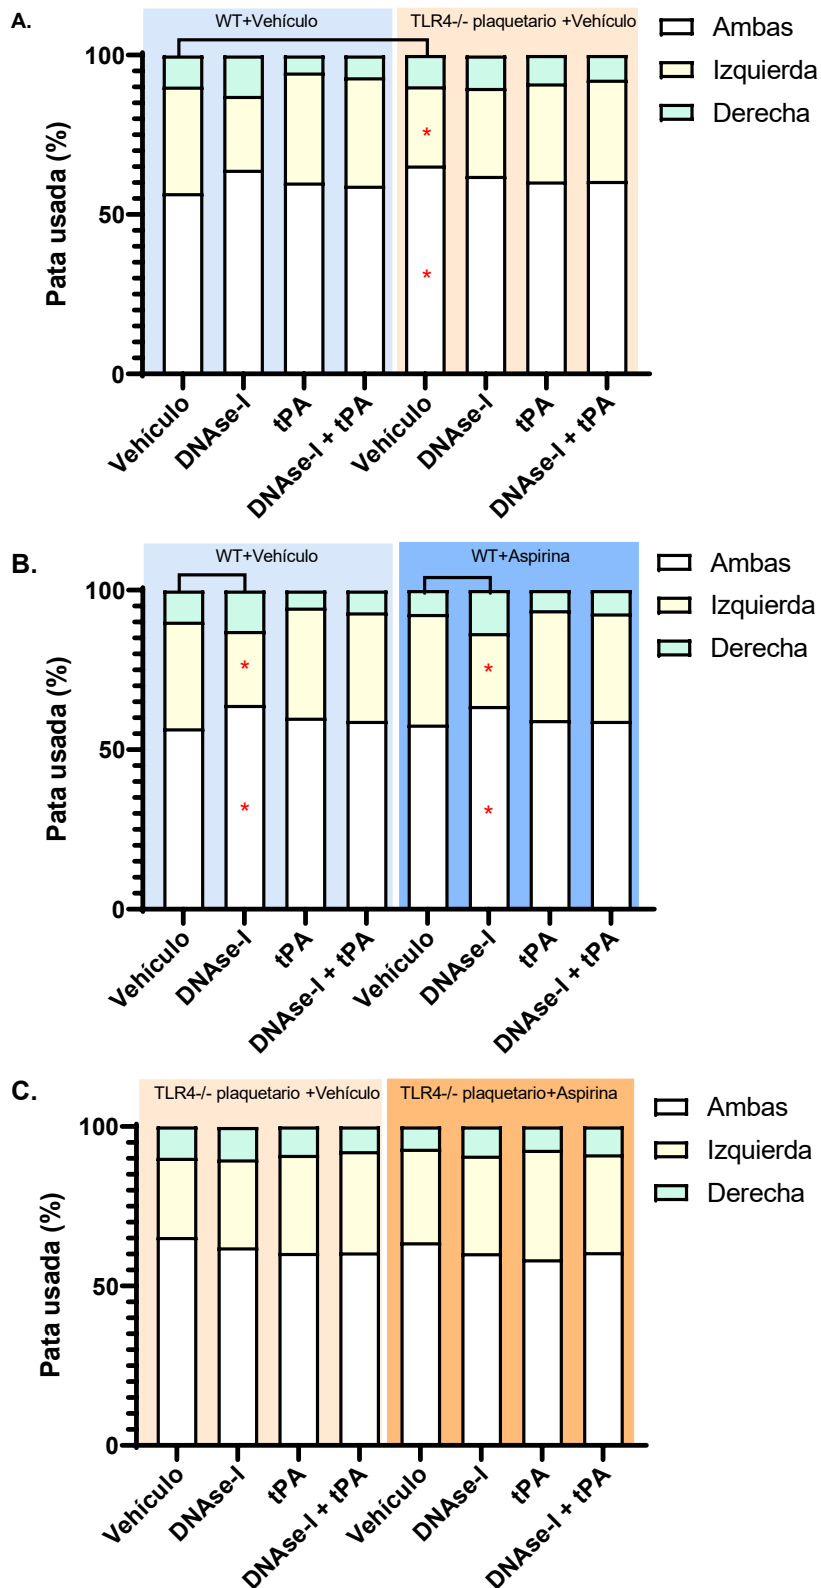 A.
WT+Vehículo
TLR4-/- plaquetario +Vehículo
Ambas
Izquierda
Derecha
Pata usada (%)
100
50
0
*
*
Vehículo
DNAse-I
tPA
DNAse-I + tPA
Vehículo
DNAse-I
tPA
DNAse-I + tPA
B.
WT+Vehículo
WT+Aspirina
Ambas
Izquierda
Derecha
Pata usada (%)
100
50
0
*
*
*
*
Vehículo
DNAse-I
tPA
DNAse-I + tPA
Vehículo
DNAse-I
tPA
DNAse-I + tPA
C.
TLR4-/- plaquetario +Vehículo
TLR4-/- plaquetario+Aspirina
Ambas
Izquierda
Derecha
Pata usada (%)
100
50
0
Vehículo
DNAse-I
tPA
DNAse-I + tPA
Vehículo
DNAse-I
tPA
DNAse-I + tPA